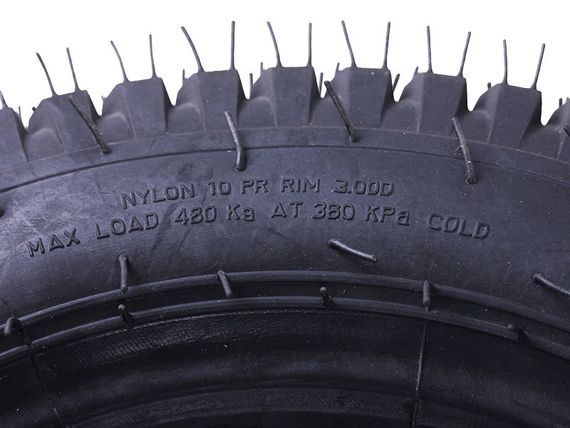 NYLON 10 PR RIM 3.00D
MAX LOAD 480 Kg AT 380 KPa COLD